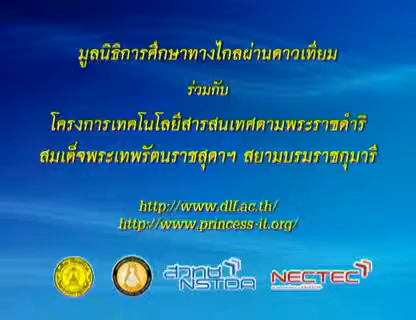 มูลนิธิการศึกษาทางไกลผ่านดาวเทียม
ร่วมกับ
โครงการเทคโนโลยีสารสนเทศตามพระราชดำริ
สมเด็จพระเทพรัตนราชสุดาฯ สยามบรมราชกุมารี
http://www.dlf.ac.th/
http://www.princess-it.org/
สวทช NECTEC
NSTDA